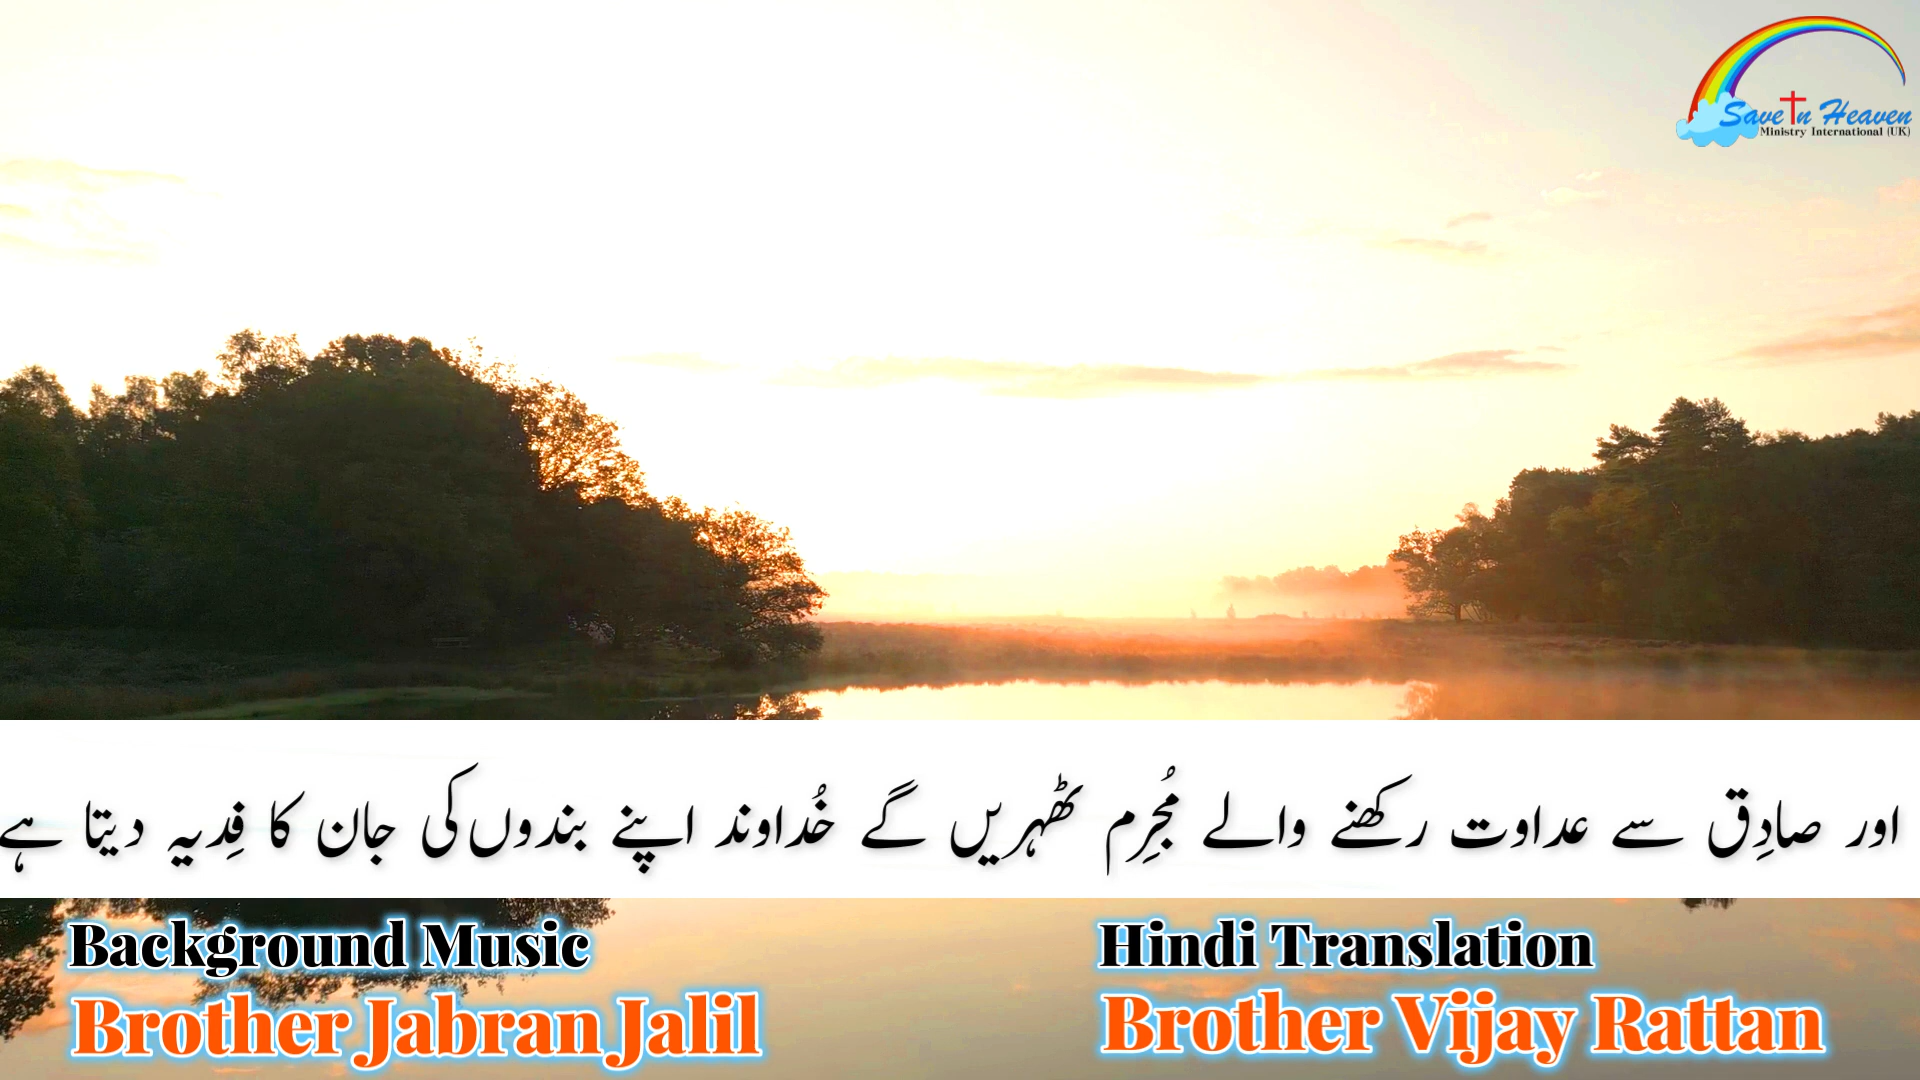 Save In Heaven
Ministry International (UK)
اور صادِق سے عداوت رکھنے والے مُجرِم ٹھہریں گے خُداوند اپنے بندوں کی جان کا فِدیہ دیتا ہے
Background Music
Hindi Translation
Brother Jabran Jalil
Brother Vijay Rattan